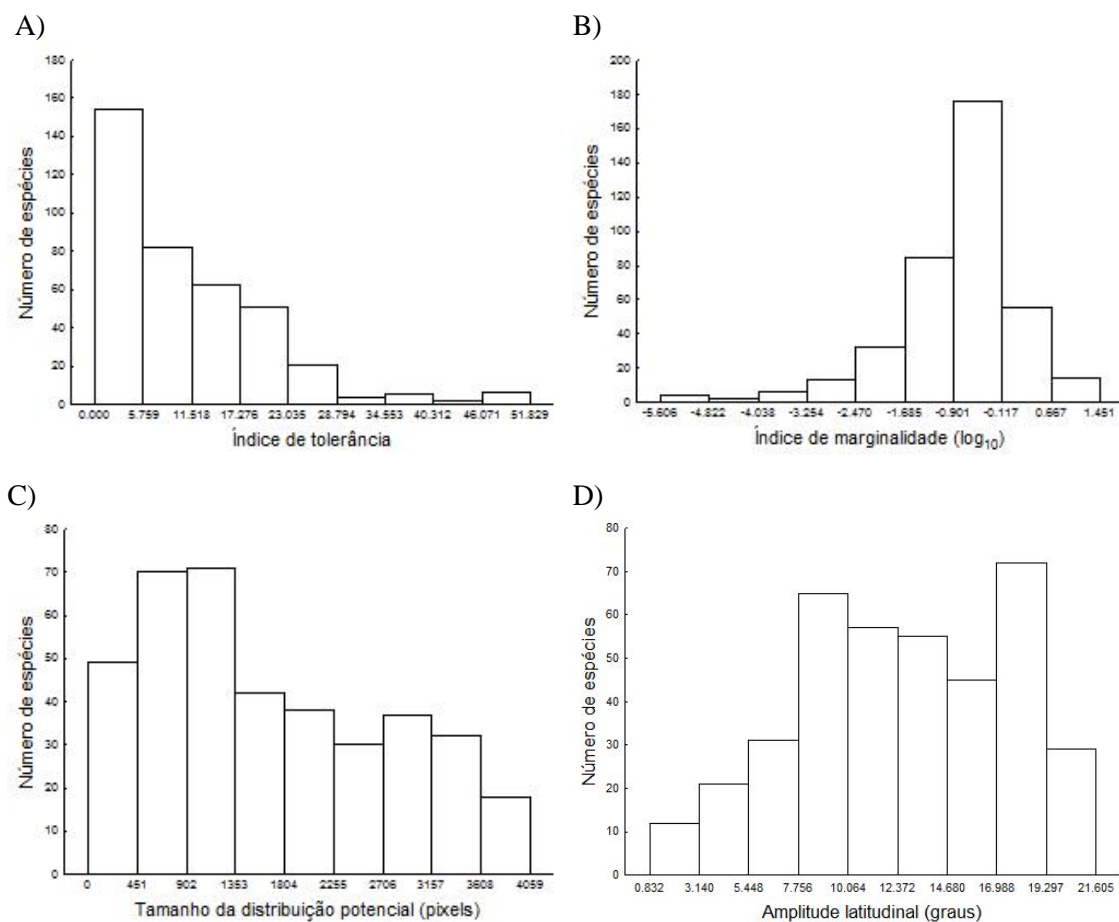 A)
B)
180
160
140
120
100
80
60
40
20
0
Número de espécies
0.000 5.759 11.518 17.276 23.035 28.794 34.553 40.312 46.071 51.829
Índice de tolerância
200
180
160
140
120
100
80
60
40
20
0
Número de espécies
-5.606 -4.822 -4.038 -3.254 -2.470 -1.685 -0.901 -0.117 0.667 1.451
Índice de marginalidade (log10)
C)
D)
80
70
60
50
40
30
20
10
0
Número de espécies
0 451 902 1353 1804 2255 2706 3157 3608 4059
Tamanho da distribuição potencial (pixels)
80
70
60
50
40
30
20
10
0
Número de espécies
0.832 3.140 5.448 7.756 10.064 12.372 14.680 16.988 19.297 21.605
Amplitude latitudinal (graus)